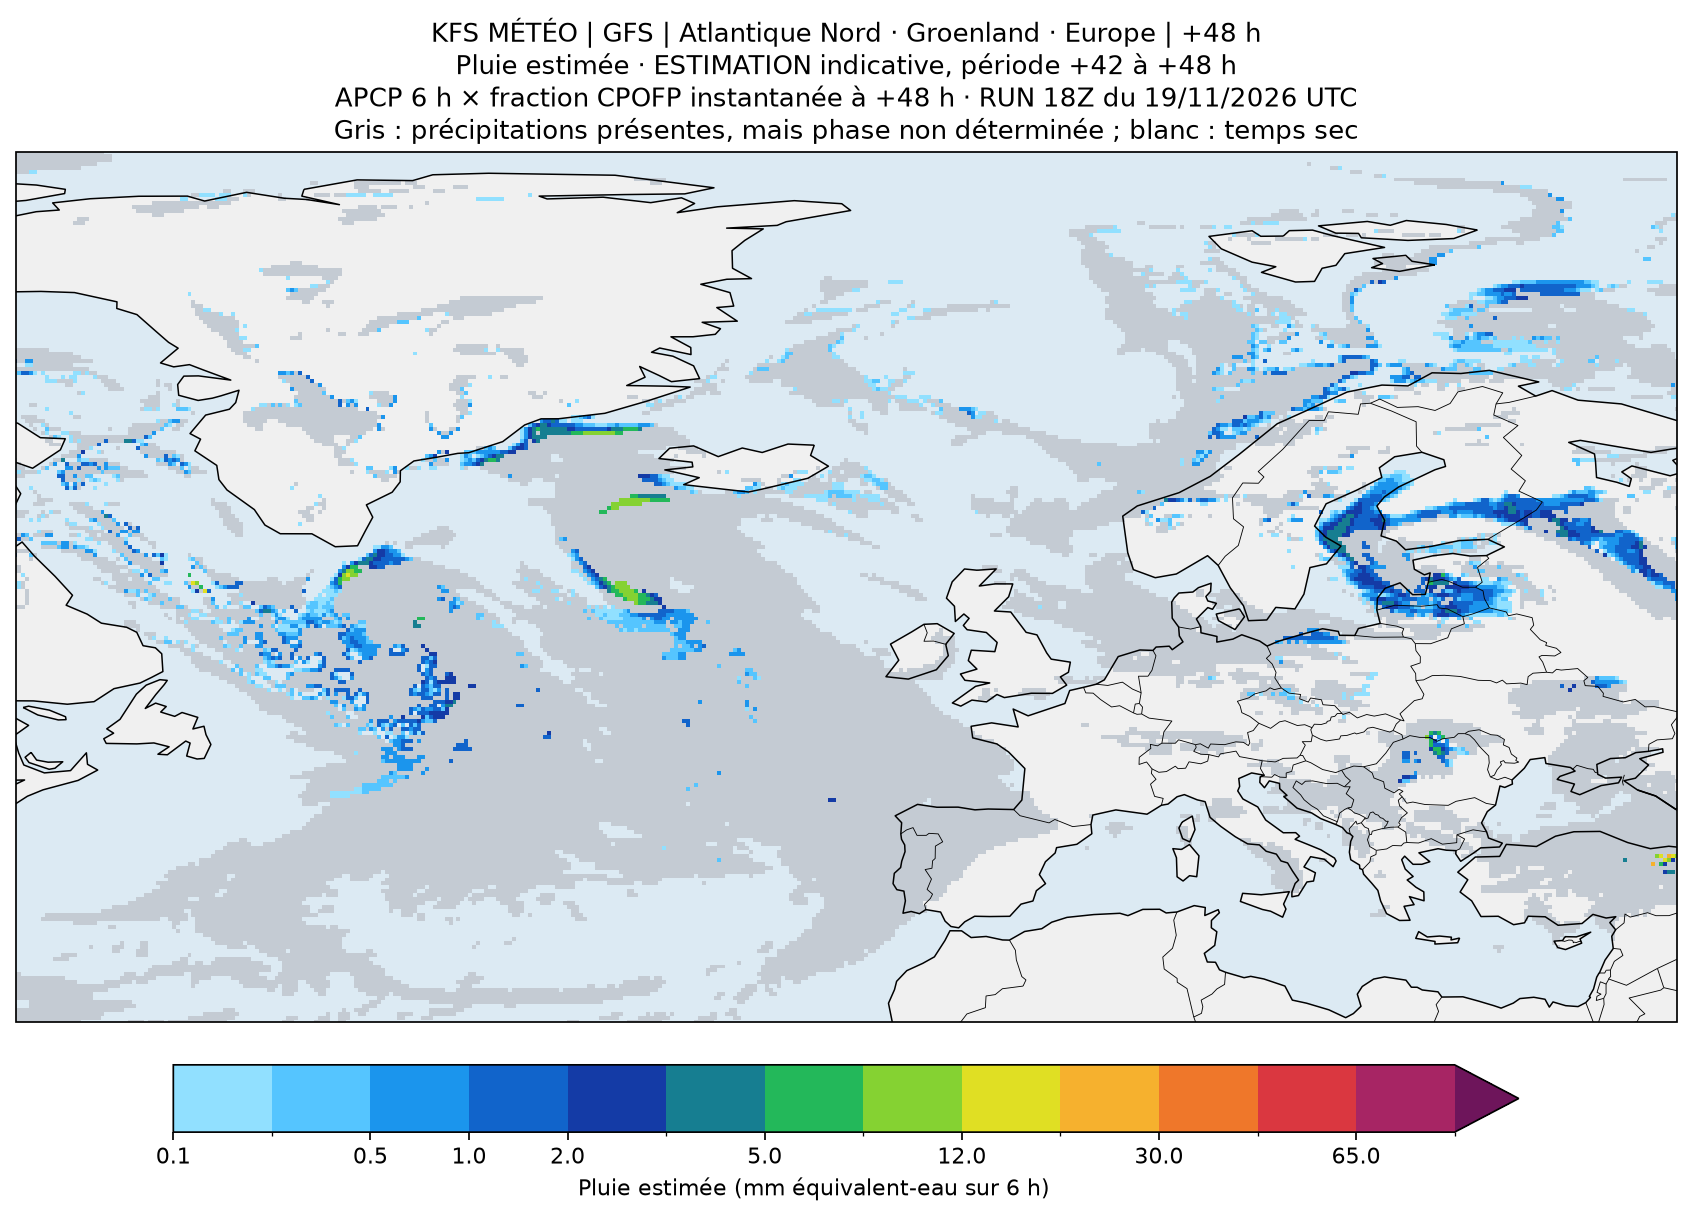 KFS MÉTÉO | GFS | Atlantique Nord · Groenland · Europe | +48 h
Pluie estimée · ESTIMATION indicative, période +42 à +48 h
APCP 6 h × fraction CPOFP instantanée à +48 h · RUN 18Z du 19/11/2026 UTC
Gris : précipitations présentes, mais phase non déterminée ; blanc : temps sec
0.1 0.5 1.0 2.0 5.0 12.0 30.0 65.0
Pluie estimée (mm équivalent-eau sur 6 h)